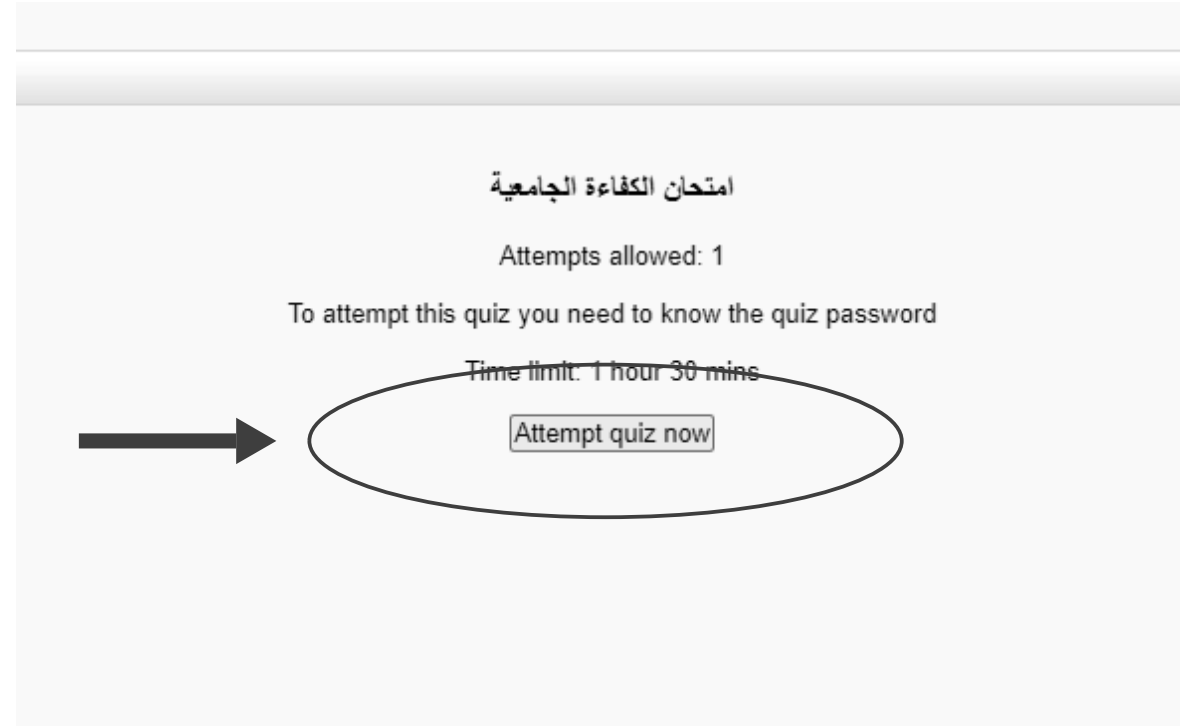 امتحان الكفاءة الجامعية
Attempts allowed: 1
To attempt this quiz you need to know the quiz password
Time limit: 1 hour 30 mins
Attempt quiz now